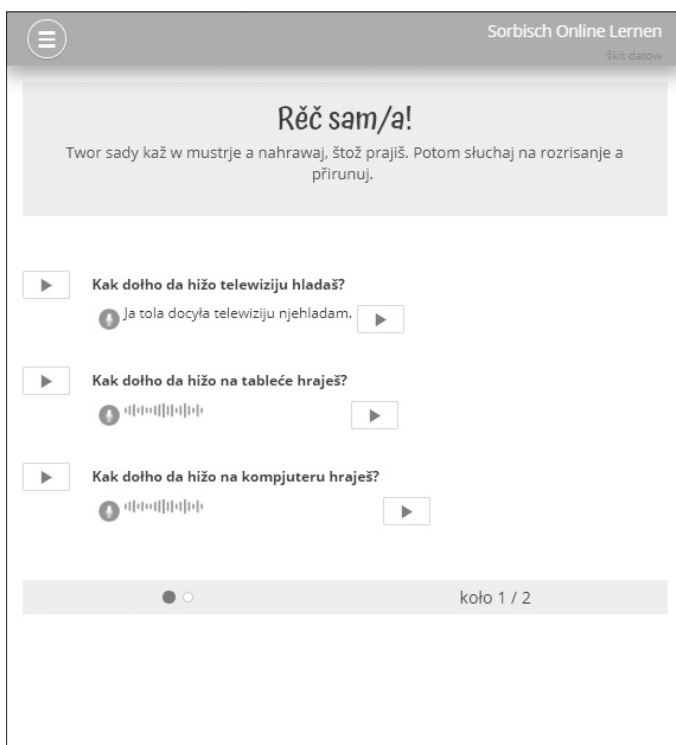 Sorbisch Online Lernen
škit datow
Rěč sam/a!
Twor sady kaž w mustrje a nahrawaj, štož prajiš. Potom słuchaj na rozrisanje a
přirunuj.
Kak dołho da hižo telewiziju hladaš?
Ja tola docyła telewiziju njehladam.
Kak dołho da hižo na tableće hraješ?
Kak dołho da hižo na kompjuteru hraješ?
koło 1 / 2